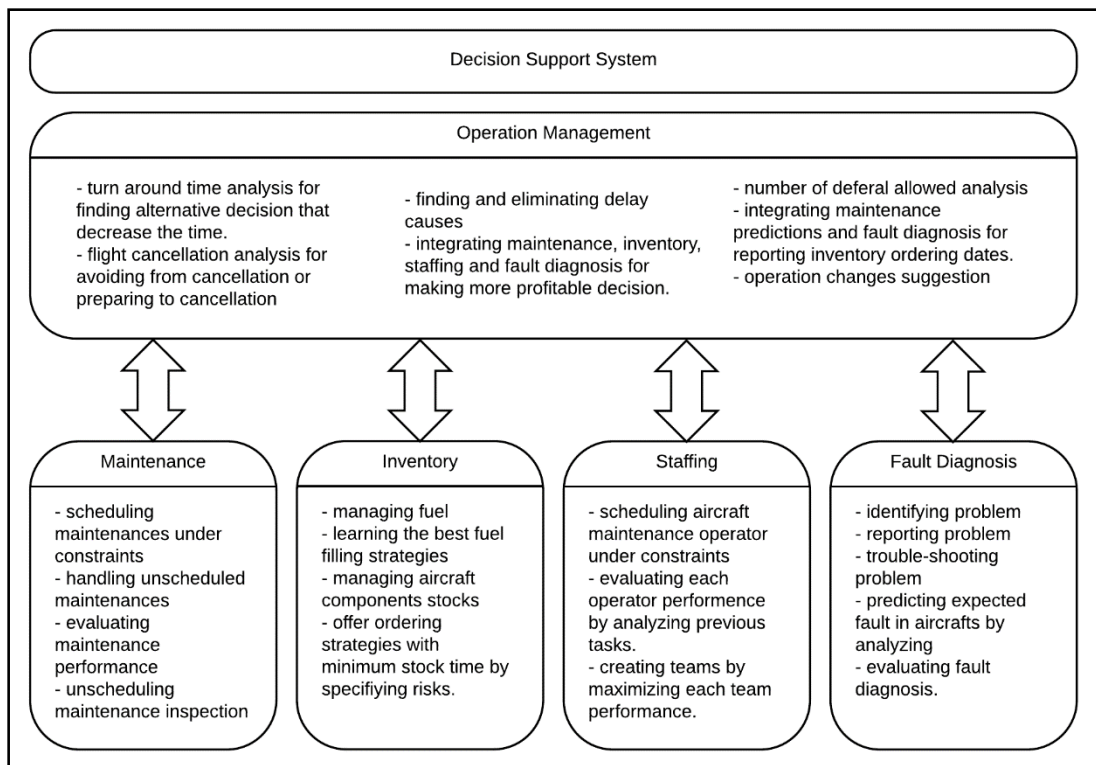 Decision Support System
Operation Management
- turn around time analysis for
finding alternative decision that
decrease the time.
- flight cancellation analysis for
avoiding from cancellation or
preparing to cancellation
- finding and eliminating delay
causes
- integrating maintenance, inventory,
staffing and fault diagnosis for
making more profitable decision.
- number of deferal allowed analysis
- integrating maintenance
predictions and fault diagnosis for
reporting inventory ordering dates.
- operation changes suggestion
Maintenance
- scheduling
maintenances under
constraints
- handling unscheduled
maintenances
- evaluating
maintenance
performance
- unscheduling
maintenance inspection
Inventory
- managing fuel
- learning the best fuel
filling strategies
- managing aircraft
components stocks
- offer ordering
strategies with
minimum stock time by
specifiying risks.
Staffing
- scheduling aircraft
maintenance operator
under constraints
- evaluating each
operator performence
by analyzing previous
tasks.
- creating teams by
maximizing each team
performance.
Fault Diagnosis
- identifying problem
- reporting problem
- trouble-shooting
problem
- predicting expected
fault in aircrafts by
analyzing
- evaluating fault
diagnosis.